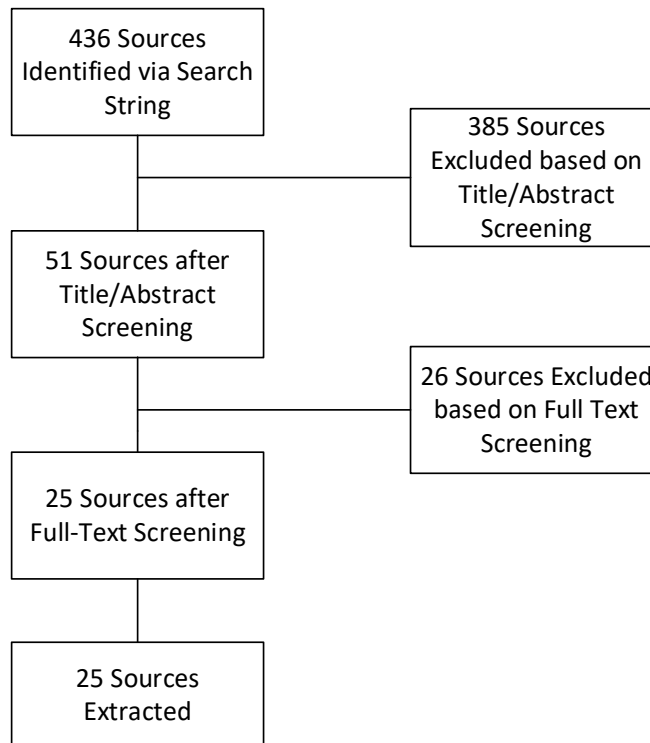 436 Sources
Identified via Search
String
385 Sources
Excluded based on
Title/Abstract
Screening
51 Sources after
Title/Abstract
Screening
26 Sources Excluded
based on Full Text
Screening
25 Sources after
Full-Text Screening
25 Sources
Extracted